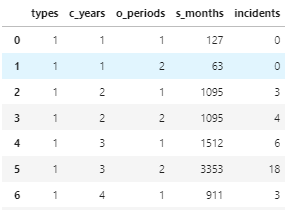 types c_years o_periods s_months incidents
0 1 1 1 127 0
1 1 1 2 63 0
2 1 2 1 1095 3
3 1 2 2 1095 4
4 1 3 1 1512 6
5 1 3 2 3353 18
6 1 4 1 911 3